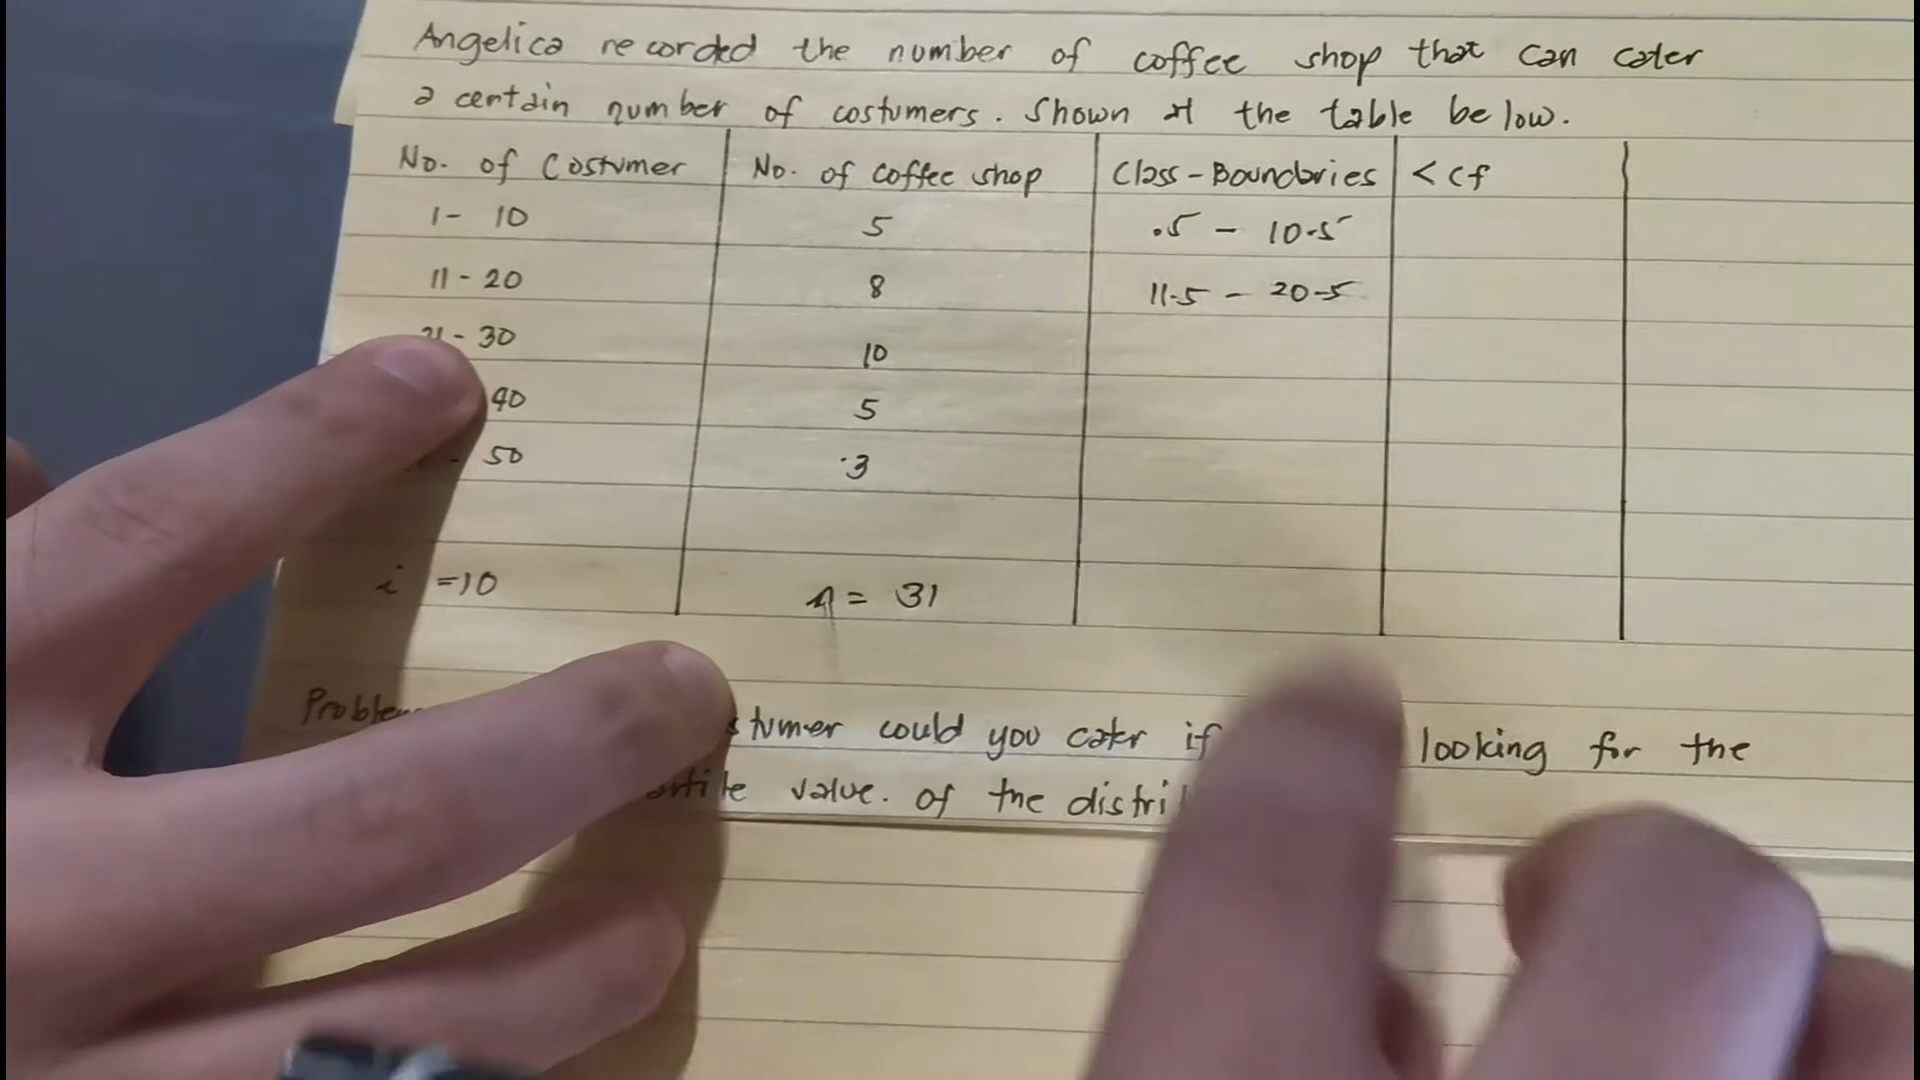 Angelica recorded the number of coffee shop that can cater
a certain number of costumers. Shown at the table below.
No. of Costumer No. of coffee shop Class-Boundaries <cf
1- 10 5 .5 - 10.5
11-20 8 11.5 - 20.5
- 30 10
40 5
- 50 3
i =10 n = 31
could you cater if looking for the
value. of the